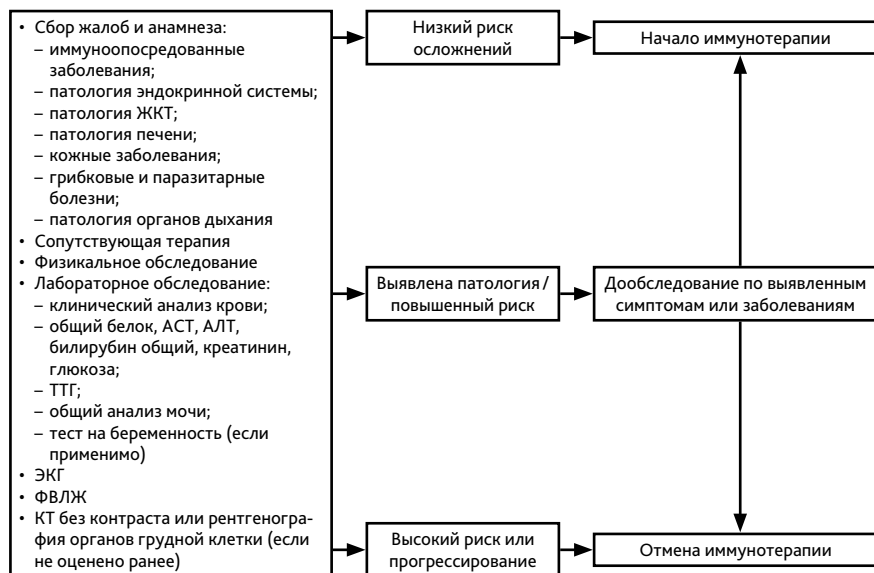 • Сбор жалоб и анамнеза:
– иммуноопосредованные
заболевания;
– патология эндокринной системы;
– патология ЖКТ;
– патология печени;
– кожные заболевания;
– грибковые и паразитарные
болезни;
– патология органов дыхания
• Сопутствующая терапия
• Физикальное обследование
• Лабораторное обследование:
– клинический анализ крови;
– общий белок, АСТ, АЛТ,
билирубин общий, креатинин,
глюкоза;
– ТТГ;
– общий анализ мочи;
– тест на беременность (если
применимо)
• ЭКГ
• ФВЛЖ
• КТ без контраста или рентгеногра-
фия органов грудной клетки (если
не оценено ранее)
Низкий риск
осложнений
Начало иммунотерапии
Выявлена патология /
повышенный риск
Дообследование по выявленным
симптомам или заболеваниям
Высокий риск или
прогрессирование
Отмена иммунотерапии